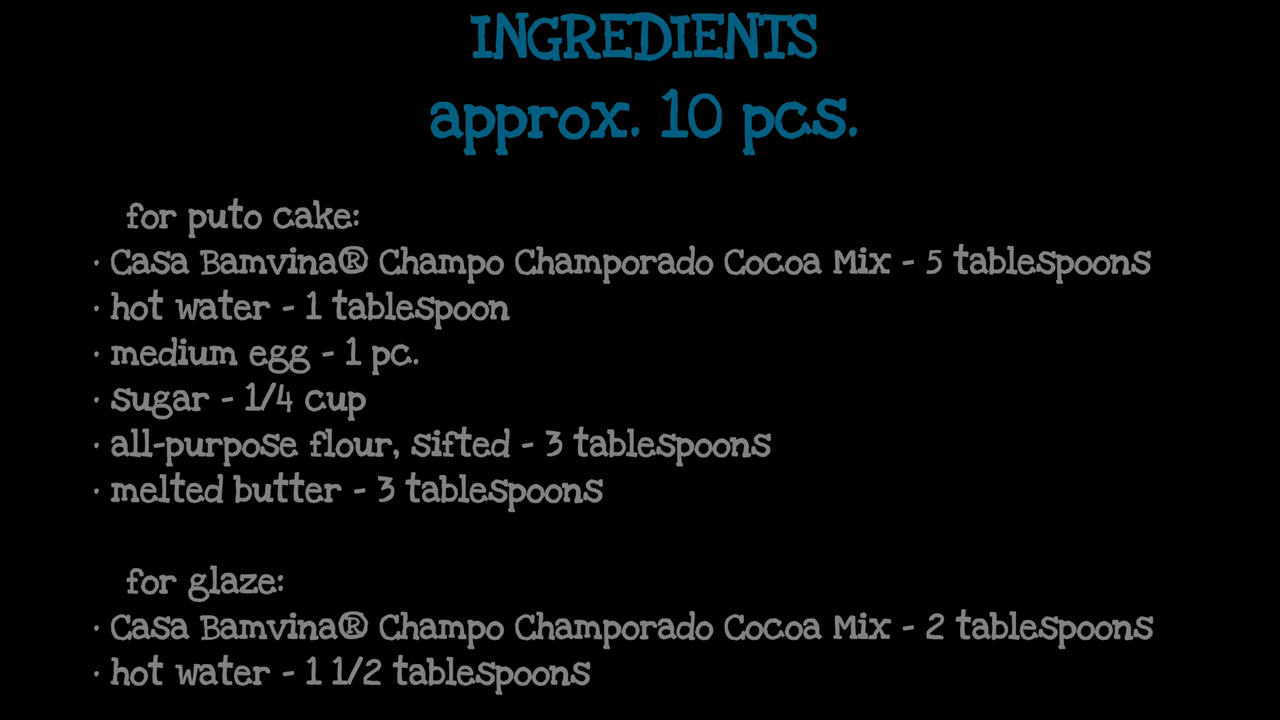 INGREDIENTS
approx. 10 pcs.
for puto cake:
· Casa Bamvina® Champo Champorado Cocoa Mix - 5 tablespoons
· hot water - 1 tablespoon
· medium egg - 1 pc.
· sugar - 1/4 cup
· all-purpose flour, sifted - 3 tablespoons
· melted butter - 3 tablespoons
for glaze:
· Casa Bamvina® Champo Champorado Cocoa Mix - 2 tablespoons
· hot water - 1 1/2 tablespoons